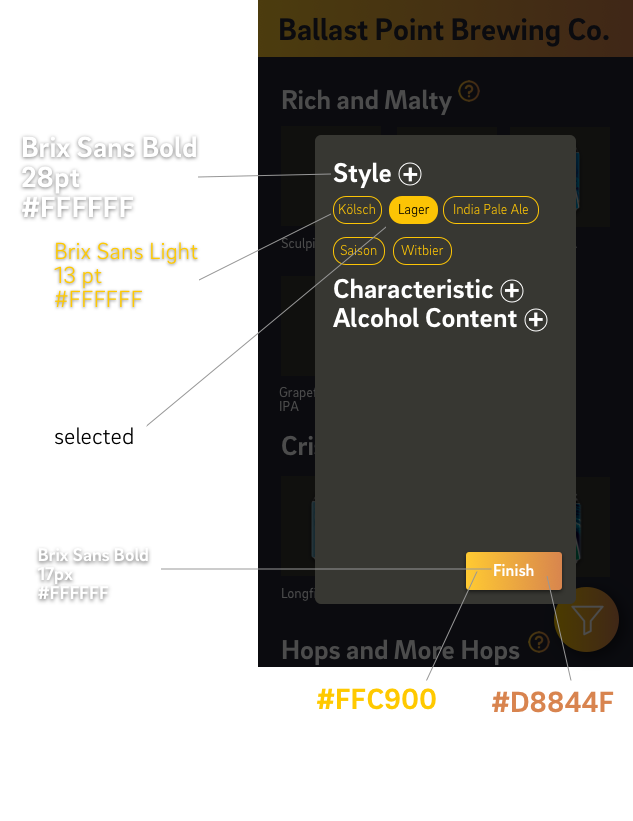 Ballast Point Brewing Co.
Rich and Malty ?
Brix Sans Bold
28pt
#FFFFFF
Style +
Kölsch Lager India Pale Ale
Sculpi
Brix Sans Light
13 pt
#FFFFFF
Saison Witbier
Characteristic +
Alcohol Content +
Grapef
IPA
selected
Cri
Brix Sans Bold
17px
#FFFFFF
Finish
Longfi
Hops and More Hops ?
#FFC900
#D8844F